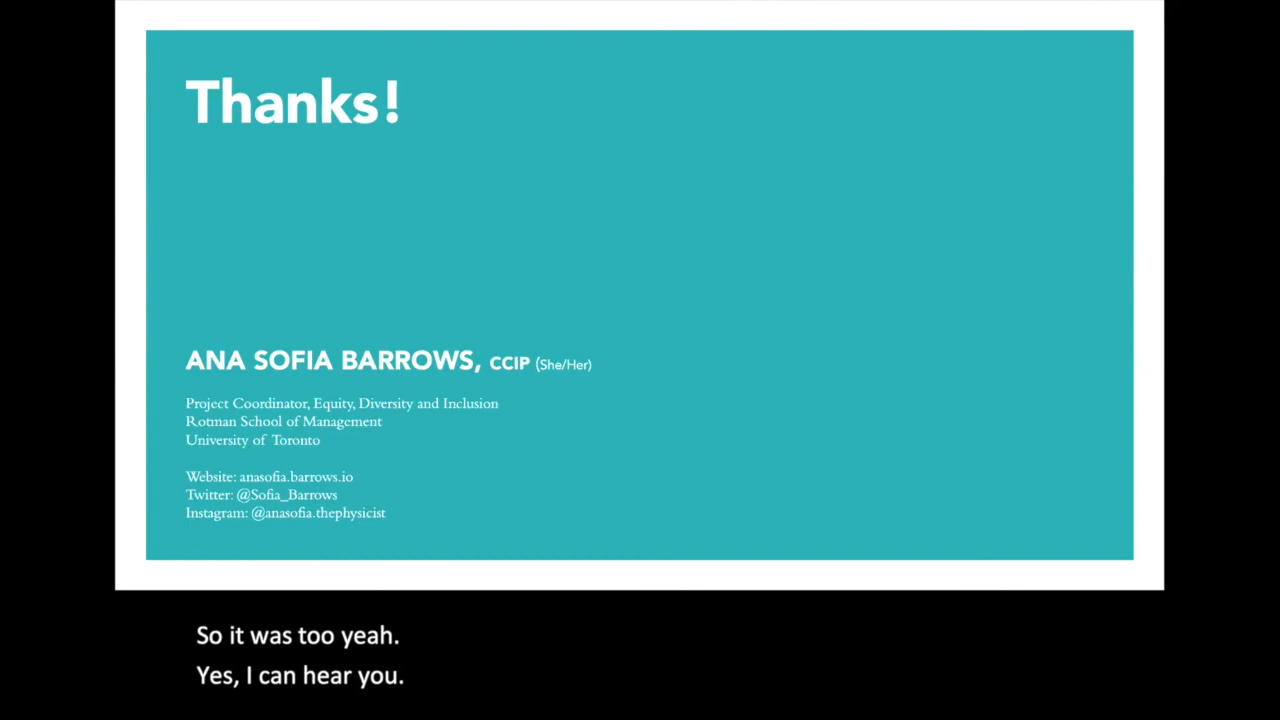 Thanks!
ANA SOFIA BARROWS, CCIP (She/Her)
Project Coordinator, Equity, Diversity and Inclusion
Rotman School of Management
University of Toronto
Website: anasofia.barrows.io
Twitter: @Sofia_Barrows
Instagram: @anasofia.thephysicist
So it was too yeah.
Yes, I can hear you.